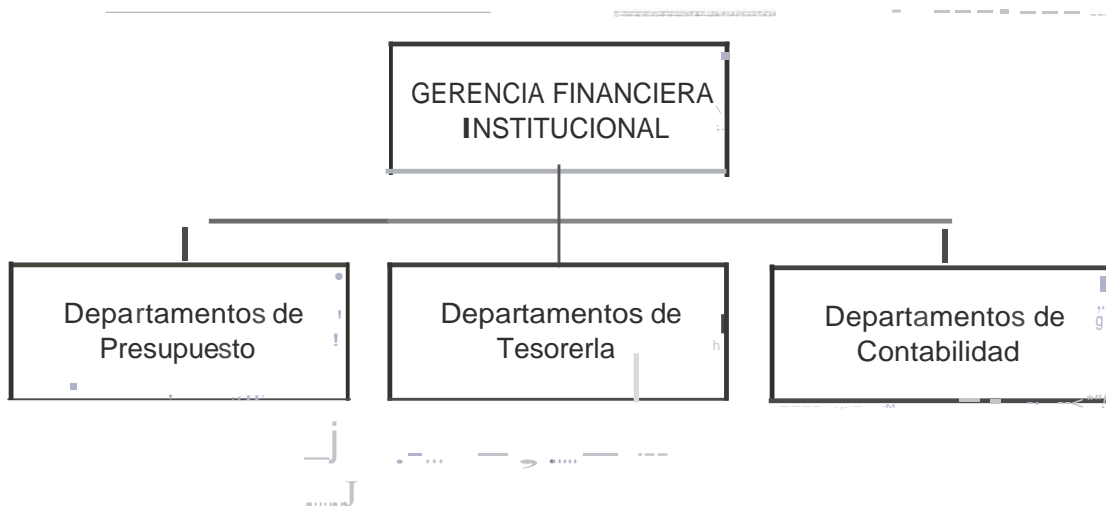 GERENCIA FINANCIERA
INSTITUCIONAL
Departamentos de
Presupuesto
Departamentos de
Tesorerla
Departamentos de
Contabilidad